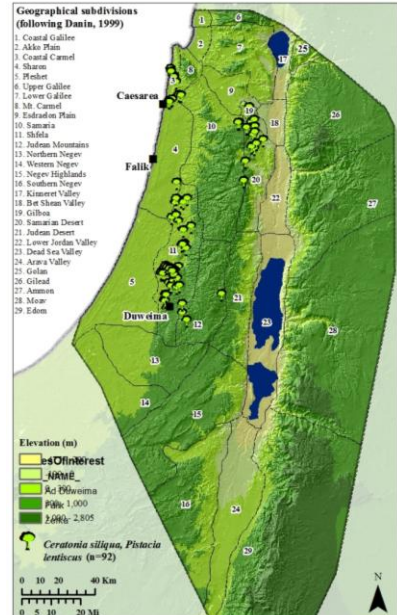 Geographical subdivisions
(following Danin, 1999)
1. Coastal Galilee
2. Akko Plain
3. Coastal Carmel
4. Sharon
5. Pleshet
6. Upper Galilee
7. Lower Galilee
8. Mt. Carmel
9. Esdraelon Plain
10. Samaria
11. Shfela
12. Judean Mountains
13. Northern Negev
14. Western Negev
15. Negev Highlands
16. Southern Negev
17. Kinneret Valley
18. Bet Shean Valley
19. Gilboa
20. Samarian Desert
21. Judean Desert
22. Lower Jordan Valley
23. Dead Sea Valley
24. Arava Valley
25. Golan
26. Gilead
27. Ammon
28. Moav
29. Edom
1
6
2
7
17
25
3
8
9
Caesarea
19
18
26
10
Falik
4
20
22
27
11
5
21
23
Duweima
12
28
13
14
15
16
24
29
Elevation (m)
esOfInterest
_NAME_
Ad Duweima
1,000
2,805
Ceratonia siliqua, Pistacia
lentiscus (n=92)
0 10 20 40 Km
0 5 10 20 Mi
N